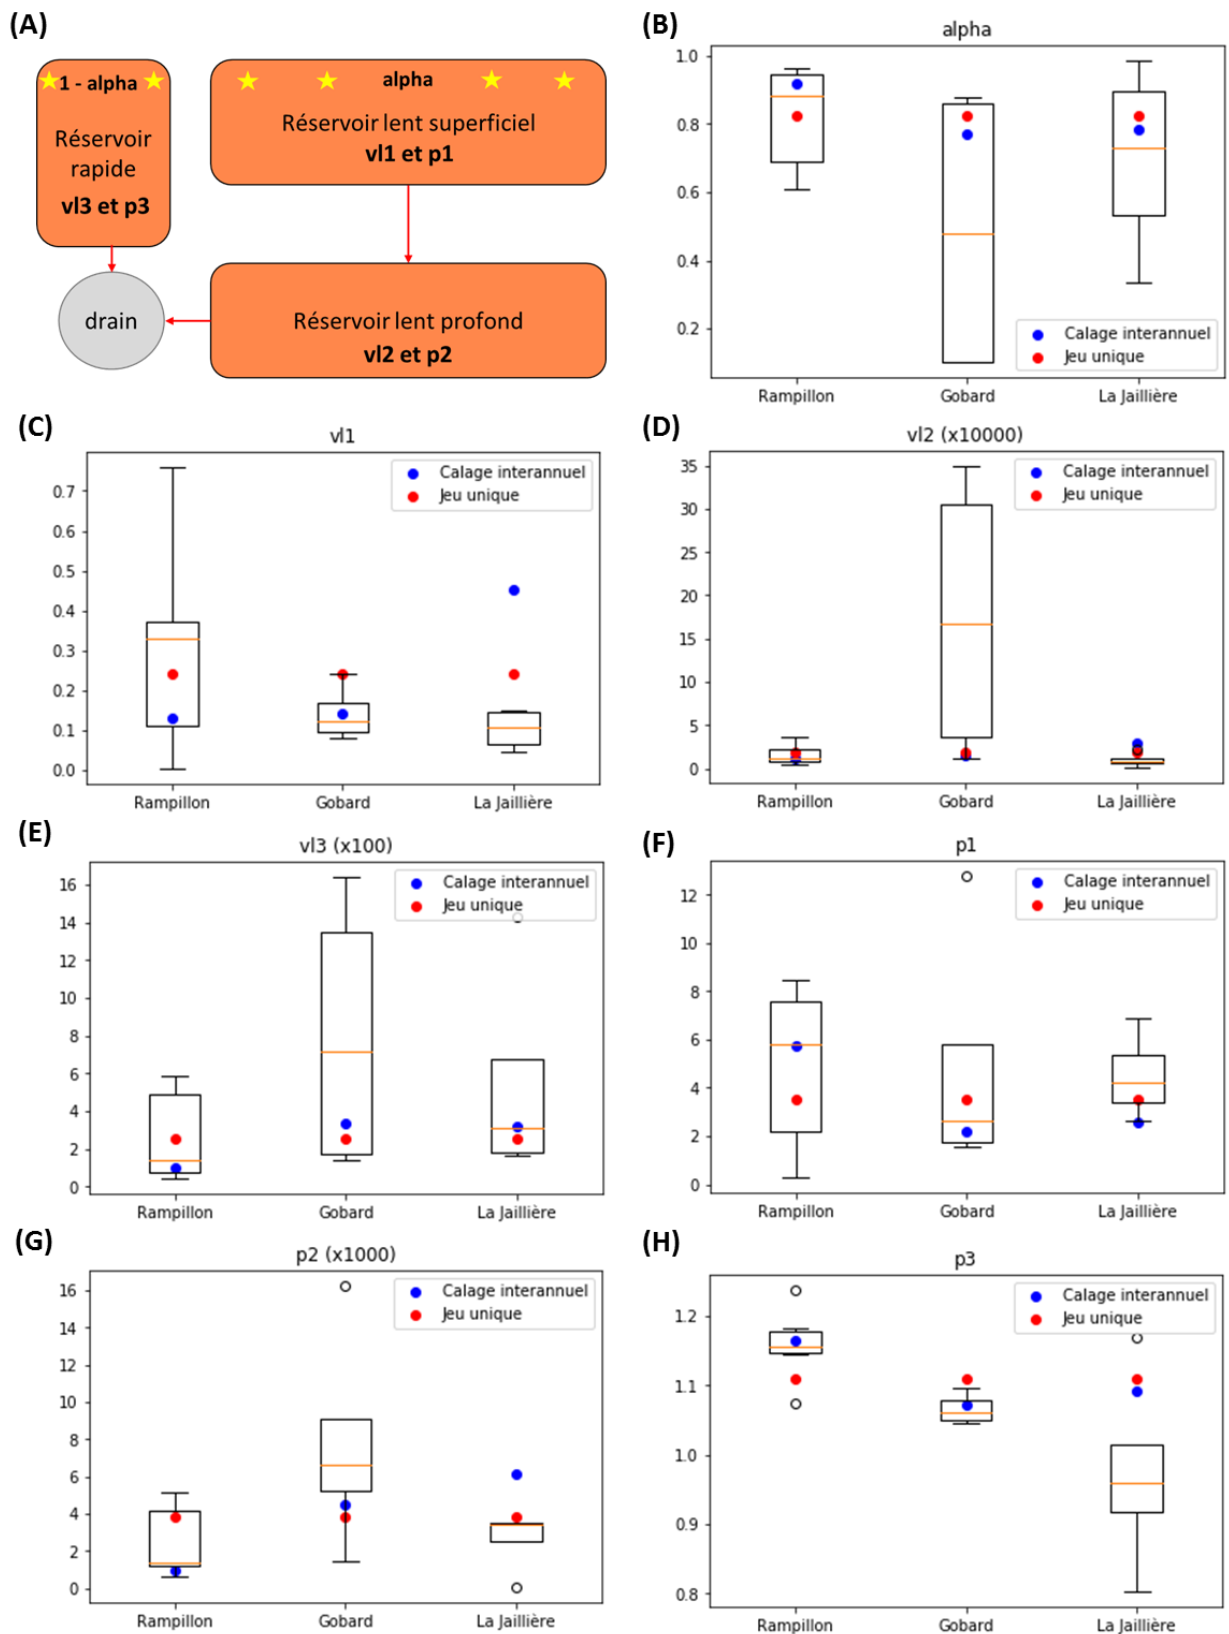 (A)
1 - alpha
Réservoir
rapide
vl3 et p3
alpha
Réservoir lent superficiel
vl1 et p1
drain
Réservoir lent profond
vl2 et p2
(B)
alpha
1.0
0.8
0.6
0.4
0.2
Calage interannuel
Jeu unique
Rampillon
Gobard
La Jaillière
(C)
vl1
0.7
0.6
0.5
0.4
0.3
0.2
0.1
0.0
Calage interannuel
Jeu unique
Rampillon
Gobard
La Jaillière
(D)
vl2 (x10000)
35
30
25
20
15
10
5
0
Calage interannuel
Jeu unique
Rampillon
Gobard
La Jaillière
(E)
vl3 (x100)
16
14
12
10
8
6
4
2
0
Calage interannuel
Jeu unique
Rampillon
Gobard
La Jaillière
(F)
p1
12
10
8
6
4
2
0
Calage interannuel
Jeu unique
Rampillon
Gobard
La Jaillière
(G)
p2 (x1000)
16
14
12
10
8
6
4
2
0
Calage interannuel
Jeu unique
Rampillon
Gobard
La Jaillière
(H)
p3
1.2
1.1
1.0
0.9
0.8
Calage interannuel
Jeu unique
Rampillon
Gobard
La Jaillière